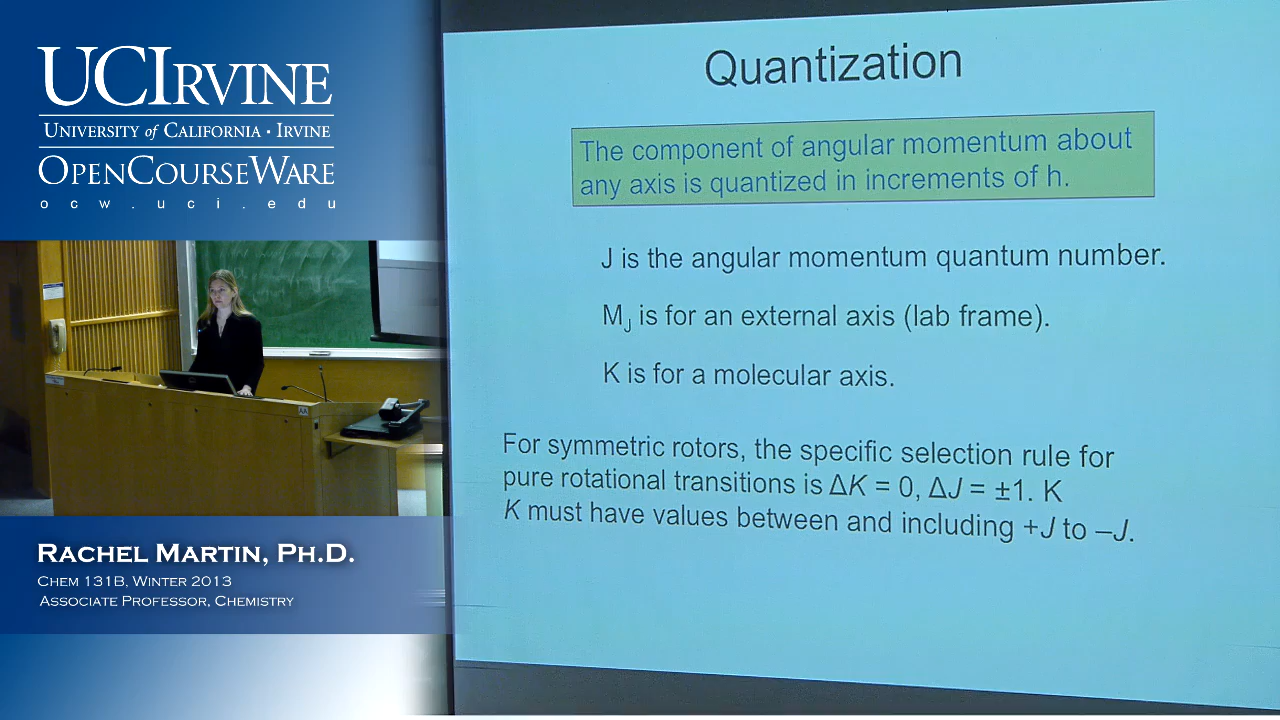 UCIRVINE
UNIVERSITY of CALIFORNIA · IRVINE
OPENCOURSEWARE
ocw.uci.edu
RACHEL MARTIN, PH.D.
CHEM 131B, WINTER 2013
ASSOCIATE PROFESSOR, CHEMISTRY
Quantization
The component of angular momentum about
any axis is quantized in increments of h.
J is the angular momentum quantum number.
M_J is for an external axis (lab frame).
K is for a molecular axis.
For symmetric rotors, the specific selection rule for
pure rotational transitions is ΔK = 0, ΔJ = ±1. K
K must have values between and including +J to –J.